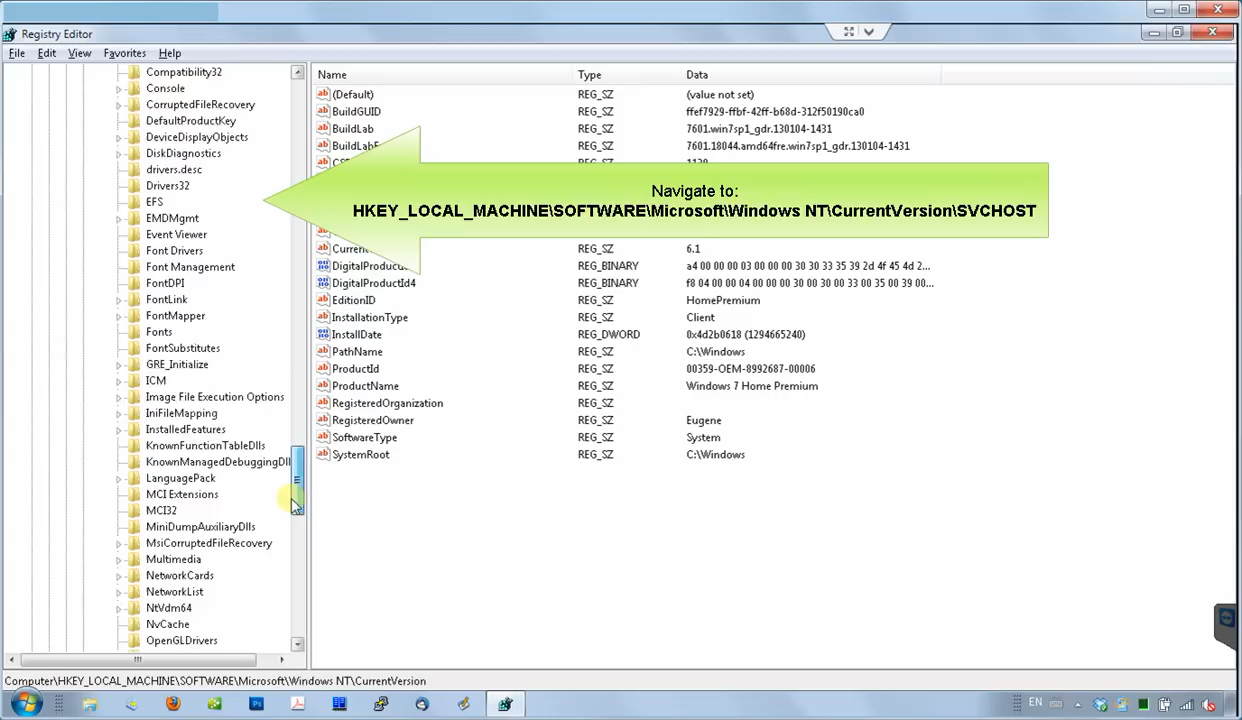 Registry Editor
File Edit View Favorites Help
Compatibility32
Console
CorruptedFileRecovery
DefaultProductKey
DeviceDisplayObjects
DiskDiagnostics
drivers.desc
Drivers32
EFS
EMDMgmt
Event Viewer
Font Drivers
Font Management
FontDPI
FontLink
FontMapper
Fonts
FontSubstitutes
GRE_Initialize
ICM
Image File Execution Options
IniFileMapping
InstalledFeatures
KnownFunctionTableDlls
KnownManagedDebuggingDll
LanguagePack
MCI Extensions
MCI32
MiniDumpAuxiliaryDlls
MsiCorruptedFileRecovery
Multimedia
NetworkCards
NetworkList
NtVdm64
NvCache
OpenGLDrivers
Name Type Data
(Default) REG_SZ (value not set)
BuildGUID REG_SZ ffef7929-ffbf-42ff-b68d-312f50190ca0
BuildLab REG_SZ 7601.win7sp1_gdr.130104-1431
BuildLab REG_SZ 7601.18044.amd64fre.win7sp1_gdr.130104-1431
Navigate to:
HKEY_LOCAL_MACHINE\SOFTWARE\Microsoft\Windows NT\CurrentVersion\SVCHOST
REG_SZ 6.1
DigitalProduc REG_BINARY a4 00 00 00 03 00 00 00 30 30 33 35 39 2d 4f 45 4d 2...
DigitalProductId4 REG_BINARY f8 04 00 00 04 00 00 00 30 00 30 00 33 00 35 00 39 00...
EditionID REG_SZ HomePremium
InstallationType REG_SZ Client
InstallDate REG_DWORD 0x4d2b0618 (1294665240)
PathName REG_SZ C:\Windows
ProductId REG_SZ 00359-OEM-8992687-00006
ProductName REG_SZ Windows 7 Home Premium
RegisteredOrganization REG_SZ
RegisteredOwner REG_SZ Eugene
SoftwareType REG_SZ System
SystemRoot REG_SZ C:\Windows
Computer\HKEY_LOCAL_MACHINE\SOFTWARE\Microsoft\Windows NT\CurrentVersion
EN